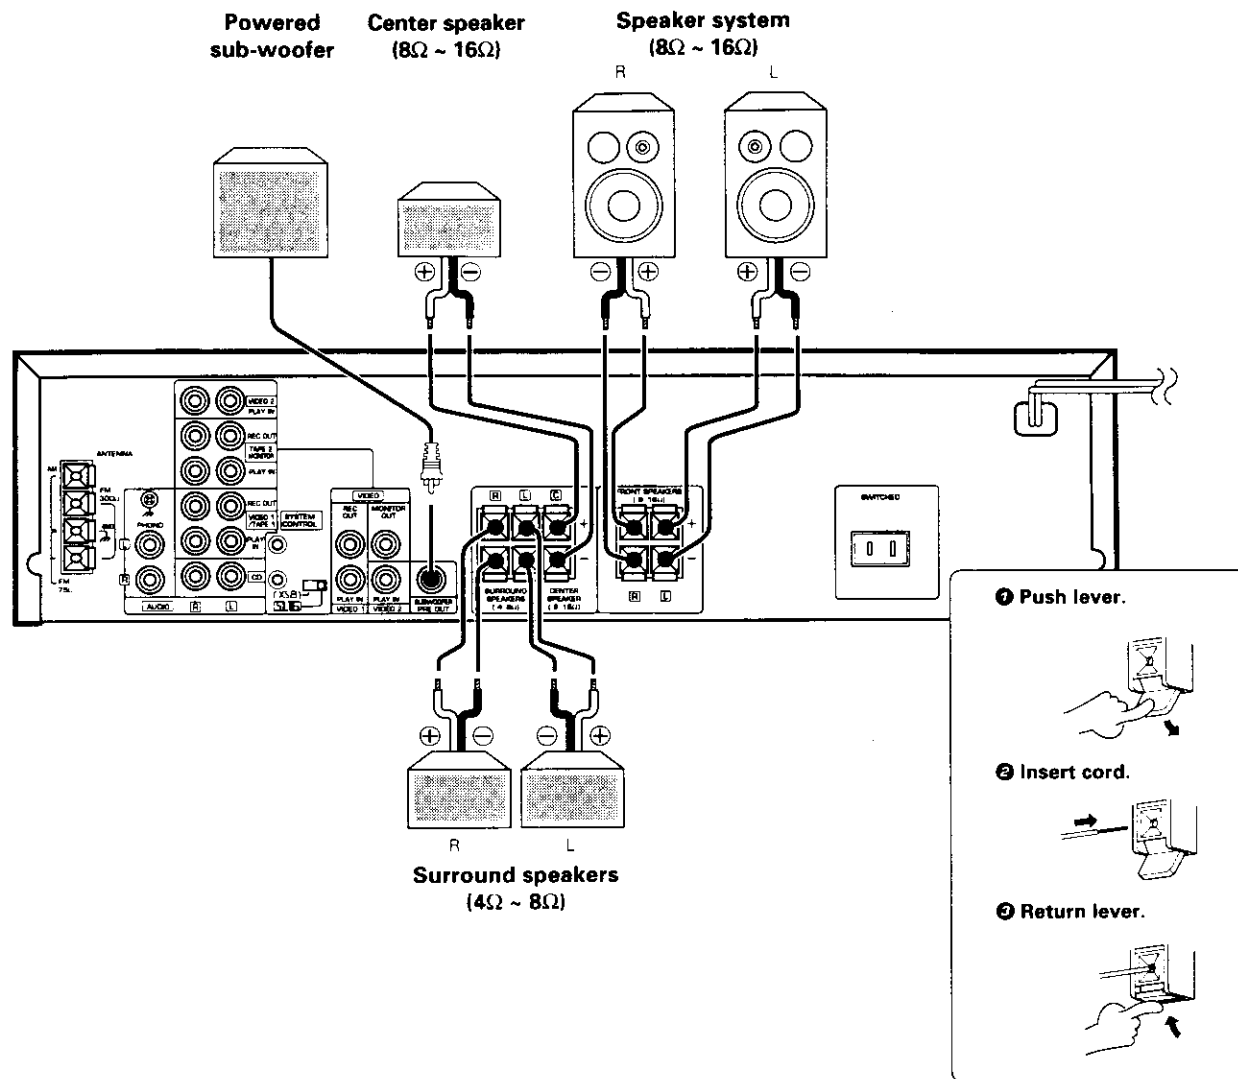 Powered
sub-woofer
Center speaker
(8Ω ~ 16Ω)
Speaker system
(8Ω ~ 16Ω)
R
L
⊕ ⊖
⊖ ⊕
⊕ ⊖
VIDEO 2
PLAY IN
REC OUT
TAPE 2
MONITOR
PLAY IN
REC OUT
VIDEO 1
/TAPE 1
PLAY
IN
CD
ANTENNA
AM
FM
300Ω
FM
PHONO
L
R
AUDIO
R
L
SYSTEM
CONTROL
VIDEO
REC
OUT
MONITOR
OUT
PLAY IN
VIDEO 1
PLAY IN
VIDEO 2
SUBWOOFER
PRE OUT
R
L
C
+
−
SURROUND
SPEAKERS
CENTER
SPEAKER
FRONT SPEAKERS
+
−
R
L
SWITCHED
⊕ ⊖
⊖ ⊕
R
L
Surround speakers
(4Ω ~ 8Ω)
❶ Push lever.
❷ Insert cord.
❸ Return lever.